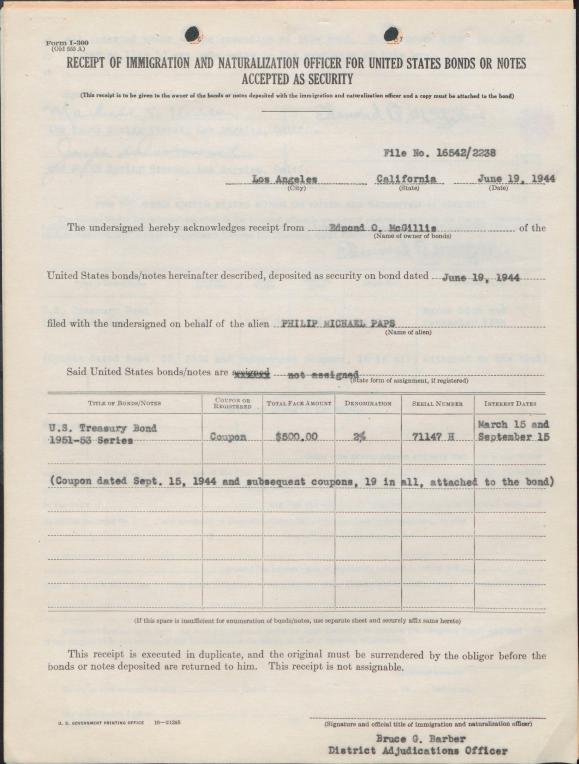 Form I-300
(Old 555 A)
RECEIPT OF IMMIGRATION AND NATURALIZATION OFFICER FOR UNITED STATES BONDS OR NOTES
ACCEPTED AS SECURITY
(This receipt is to be given to the owner of the bonds or notes deposited with the immigration and naturalization officer and a copy must be attached to the bond)
File No. 16542/2238
Los Angeles California June 19, 1944
(City) (State) (Date)
The undersigned hereby acknowledges receipt from Edmond O. McGillis of the
(Name of owner of bonds)
United States bonds/notes hereinafter described, deposited as security on bond dated June 19, 1944
filed with the undersigned on behalf of the alien PHILIP MICHAEL PAPS
(Name of alien)
Said United States bonds/notes are assigned not assigned
(State form of assignment, if registered)
TITLE OF BONDS/NOTES COUPON OR REGISTERED TOTAL FACE AMOUNT DENOMINATION SERIAL NUMBER INTEREST DATES
March 15 and
U.S. Treasury Bond
1951-53 Series Coupon $500.00 2% 71147 H September 15
(Coupon dated Sept. 15, 1944 and subsequent coupons, 19 in all, attached to the bond)
(If this space is insufficient for enumeration of bonds/notes, use separate sheet and securely affix same hereto)
This receipt is executed in duplicate, and the original must be surrendered by the obligor before the
bonds or notes deposited are returned to him. This receipt is not assignable.
U. S. GOVERNMENT PRINTING OFFICE 16—21245
(Signature and official title of immigration and naturalization officer)
Bruce G. Barber
District Adjudications Officer